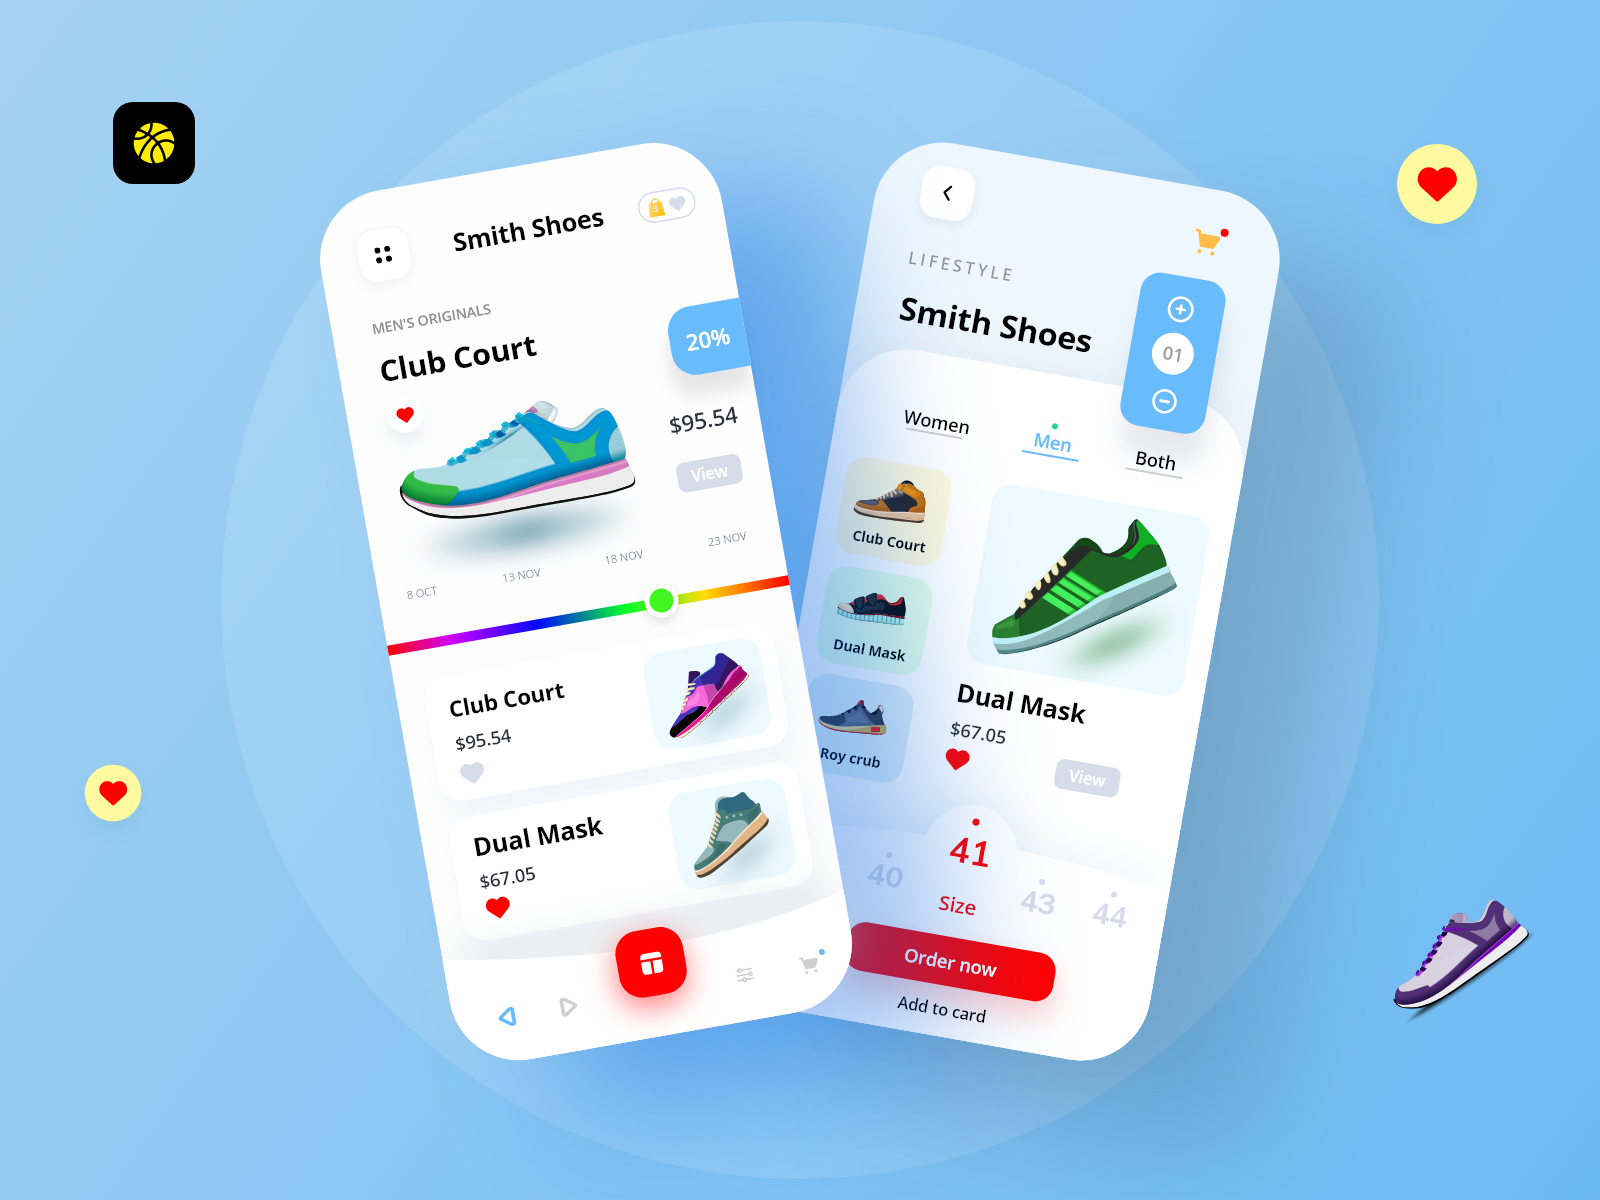 Smith Shoes
MEN'S ORIGINALS
Club Court
20%
$95.54
View
8 OCT
13 NOV
18 NOV
23 NOV
Club Court
$95.54
Dual Mask
$67.05
LIFESTYLE
Smith Shoes
01
Women
Men
Both
Club Court
Dual Mask
Roy crub
Dual Mask
$67.05
View
40
41
43
44
Size
Order now
Add to card